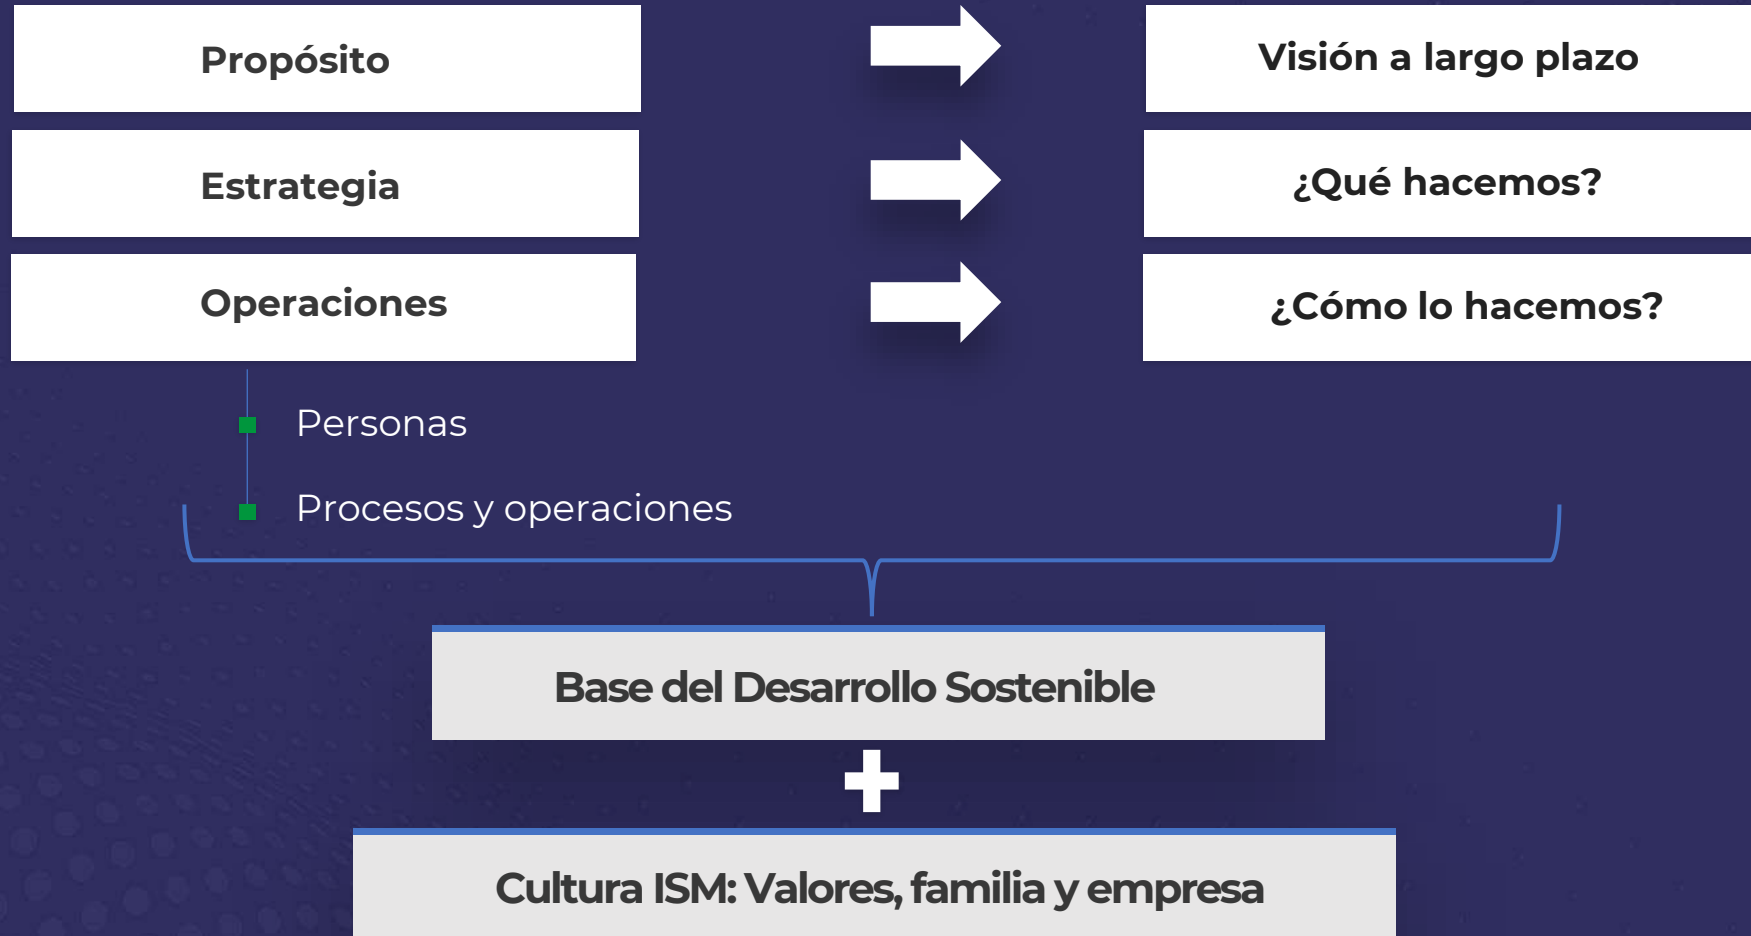 Propósito
Visión a largo plazo
Estrategia
¿Qué hacemos?
Operaciones
¿Cómo lo hacemos?
Personas
Procesos y operaciones
Base del Desarrollo Sostenible
Cultura ISM: Valores, familia y empresa